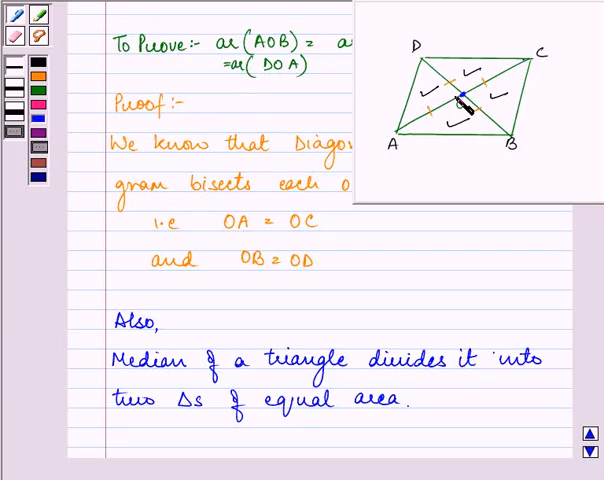 To Prove:- ar (AOB) = a
=ar( DOA)
Proof :-
We know that Diagon
gram bisects each o
i.e OA = OC
and OB = OD
Also,
Median of a triangle divides it into
two Δs of equal area.
D
C
A
B